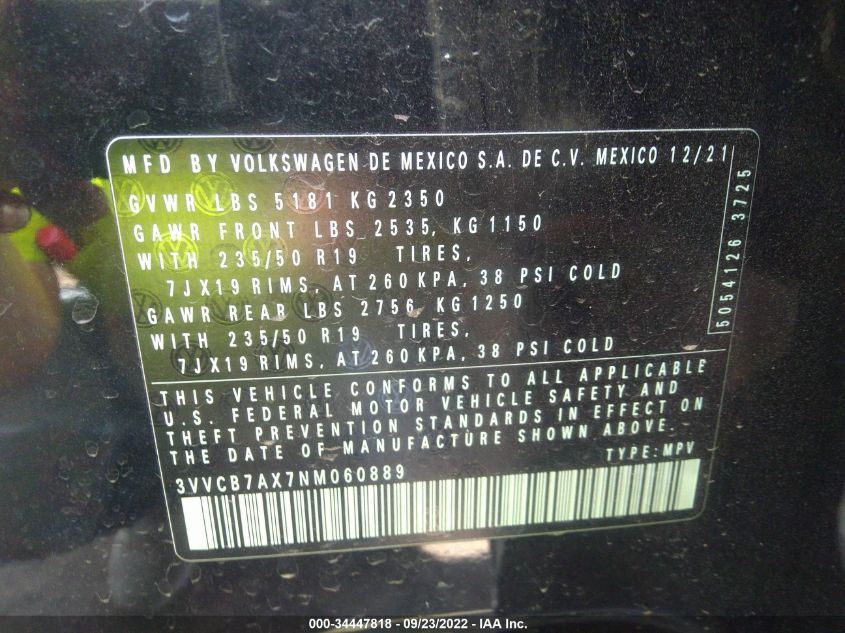 MFD BY VOLKSWAGEN DE MEXICO S.A. DE C.V. MEXICO 12/21
GVWR LBS 5181 KG 2350
GAWR FRONT LBS 2535, KG 1150
WITH 235/50 R19 TIRES,
7JX19 RIMS, AT 260 KPA, 38 PSI COLD
GAWR REAR LBS 2756, KG 1250
WITH 235/50 R19 TIRES,
7JX19 RIMS, AT 260 KPA, 38 PSI COLD
5054126 3725
THIS VEHICLE CONFORMS TO ALL APPLICABLE
U.S. FEDERAL MOTOR VEHICLE SAFETY AND
THEFT PREVENTION STANDARDS IN EFFECT ON
THE DATE OF MANUFACTURE SHOWN ABOVE.
TYPE: MPV
3VVCB7AX7NM060889
000-34447818 - 09/23/2022 - IAA Inc.